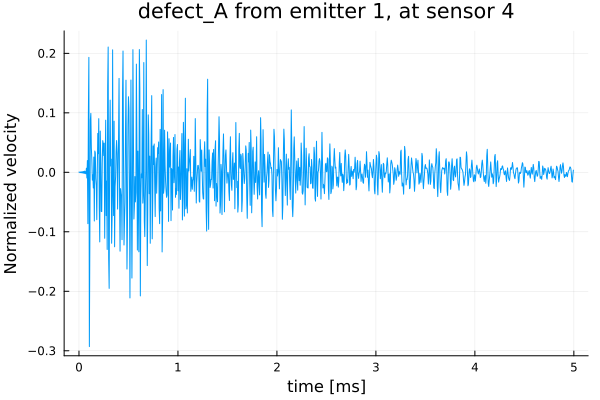 defect_A from emitter 1, at sensor 4
Normalized velocity
0.2
0.1
0.0
−0.1
−0.2
−0.3
0 1 2 3 4 5
time [ms]